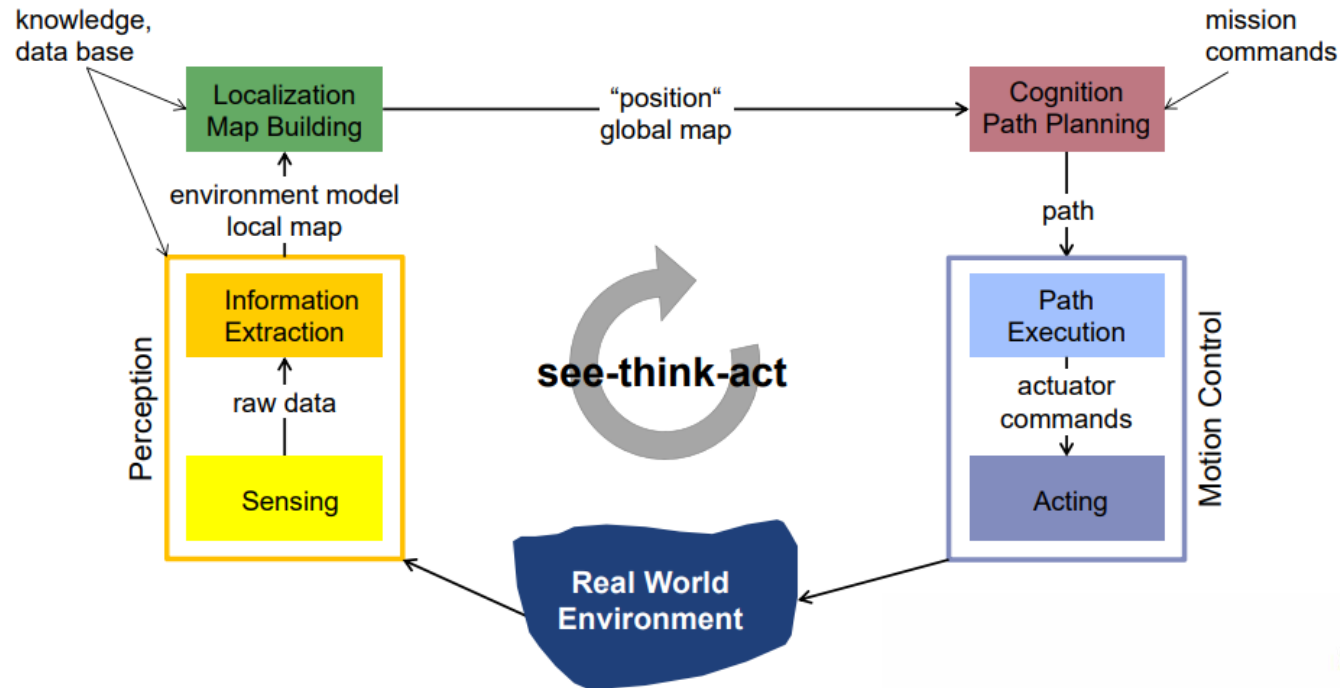 knowledge,
data base
mission
commands
Localization
Map Building
“position“
global map
Cognition
Path Planning
environment model
local map
path
Perception
Information
Extraction
raw data
Sensing
see-think-act
Path
Execution
actuator
commands
Acting
Motion Control
Real World
Environment